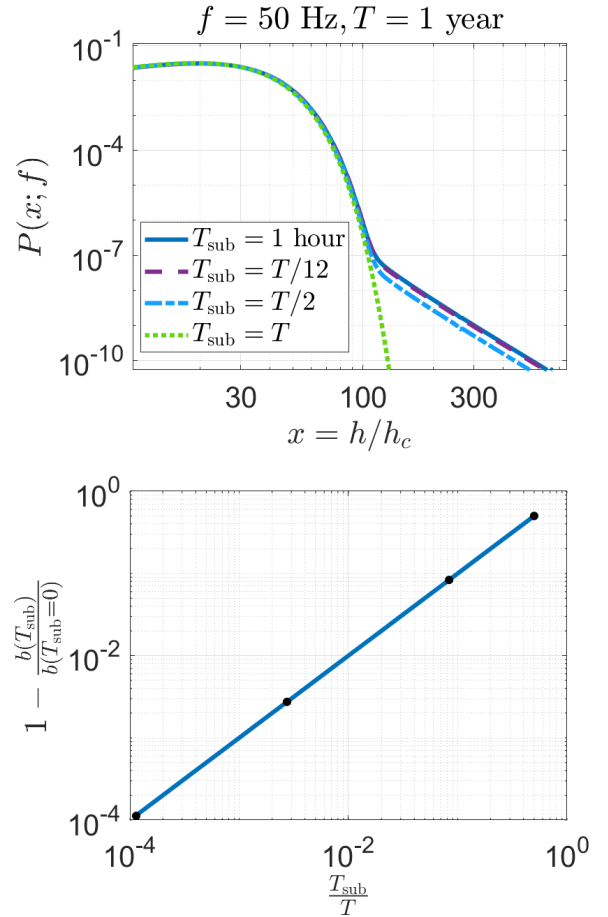 f = 50 Hz, T = 1 year
P(x; f)
10^-1
10^-4
10^-7
10^-10
T_sub = 1 hour
T_sub = T/12
T_sub = T/2
T_sub = T
30 100 300
x = h/h_c
1 − b(T_sub)/b(T_sub=0)
10^0
10^-2
10^-4
10^-4 10^-2 10^0
T_sub/T